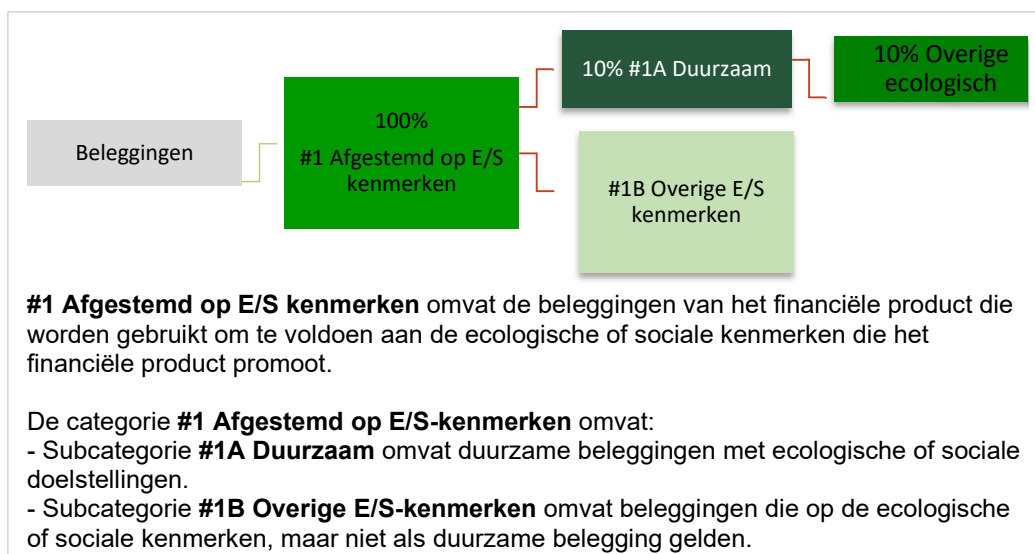 Beleggingen
100%
#1 Afgestemd op E/S
kenmerken
10% #1A Duurzaam
10% Overige
ecologisch
#1B Overige E/S
kenmerken
#1 Afgestemd op E/S kenmerken omvat de beleggingen van het financiële product die
worden gebruikt om te voldoen aan de ecologische of sociale kenmerken die het
financiële product promoot.
De categorie #1 Afgestemd op E/S-kenmerken omvat:
- Subcategorie #1A Duurzaam omvat duurzame beleggingen met ecologische of sociale
doelstellingen.
- Subcategorie #1B Overige E/S-kenmerken omvat beleggingen die op de ecologische
of sociale kenmerken, maar niet als duurzame belegging gelden.